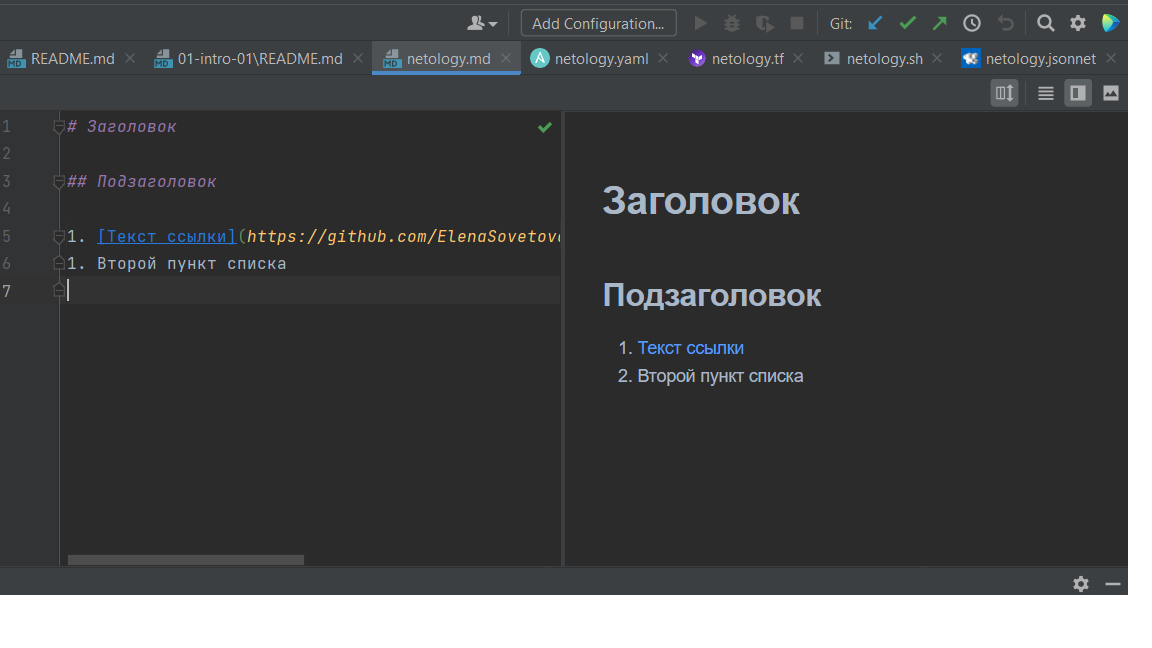 Add Configuration...
Git:
README.md
01-intro-01\README.md
netology.md
netology.yaml
netology.tf
netology.sh
netology.jsonnet
1 # Заголовок
2
3 ## Подзаголовок
4
5 1. [Текст ссылки](https://github.com/ElenaSovetov
6 1. Второй пункт списка
7
Заголовок
Подзаголовок
1. Текст ссылки
2. Второй пункт списка